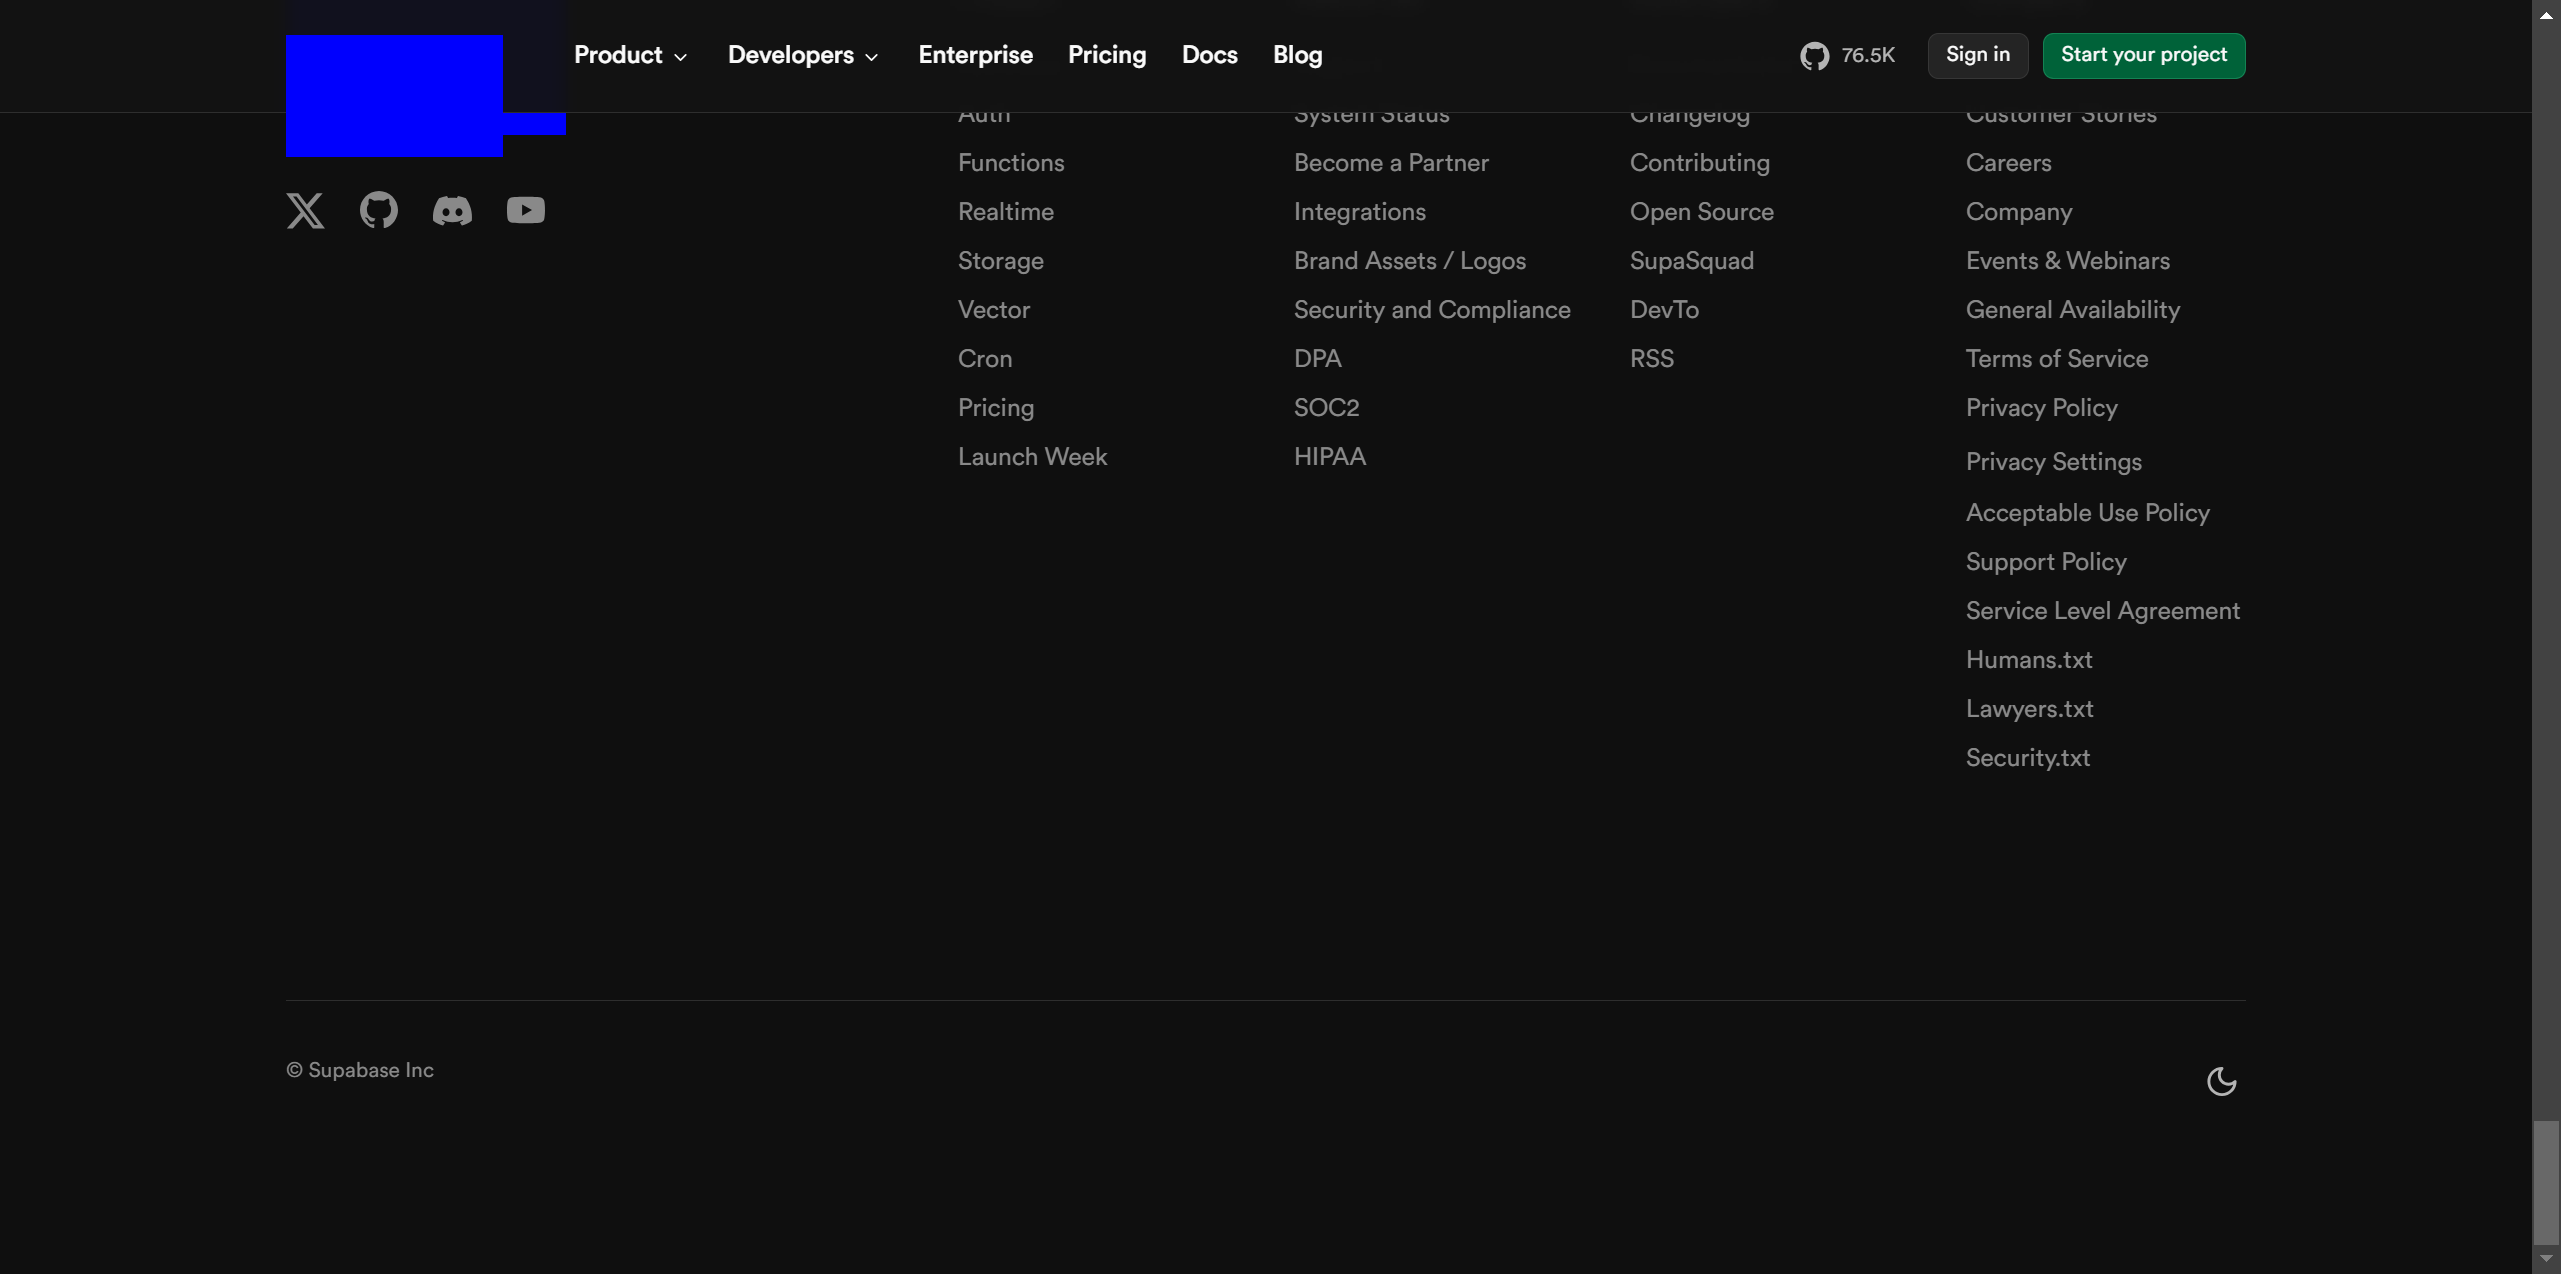 Product
Developers
Enterprise
Pricing
Docs
Blog
76.5K
Sign in
Start your project
Auth
Functions
Realtime
Storage
Vector
Cron
Pricing
Launch Week
System Status
Become a Partner
Integrations
Brand Assets / Logos
Security and Compliance
DPA
SOC2
HIPAA
Changelog
Contributing
Open Source
SupaSquad
DevTo
RSS
Customer Stories
Careers
Company
Events & Webinars
General Availability
Terms of Service
Privacy Policy
Privacy Settings
Acceptable Use Policy
Support Policy
Service Level Agreement
Humans.txt
Lawyers.txt
Security.txt
© Supabase Inc